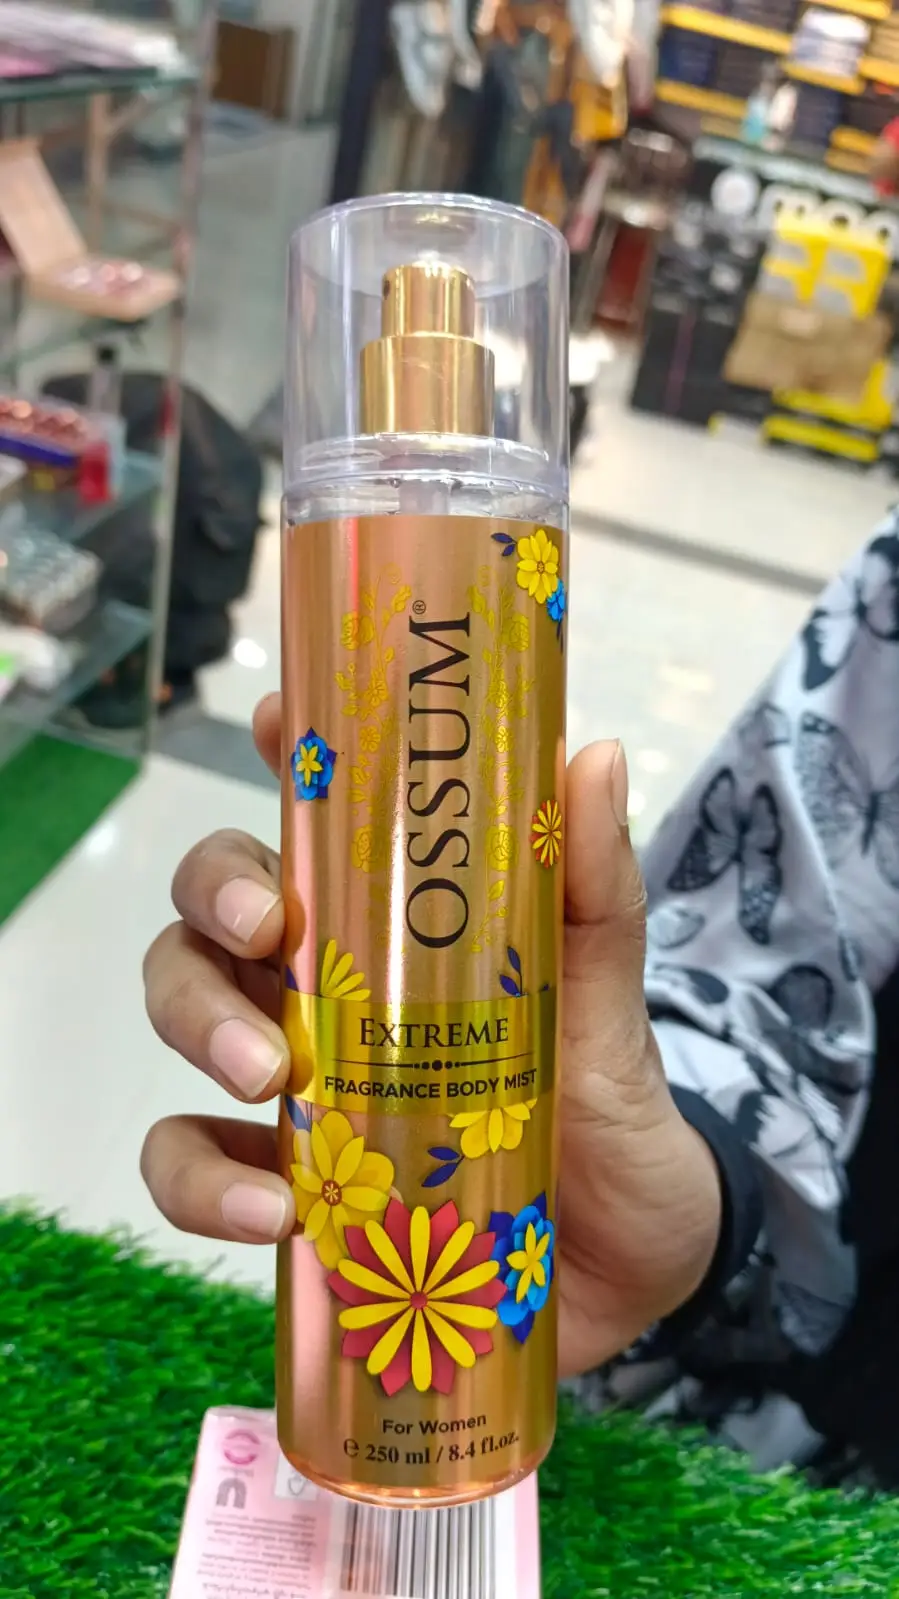 OSSUM®
EXTREME
FRAGRANCE BODY MIST
For Women
℮ 250 ml / 8.4 fl.oz.